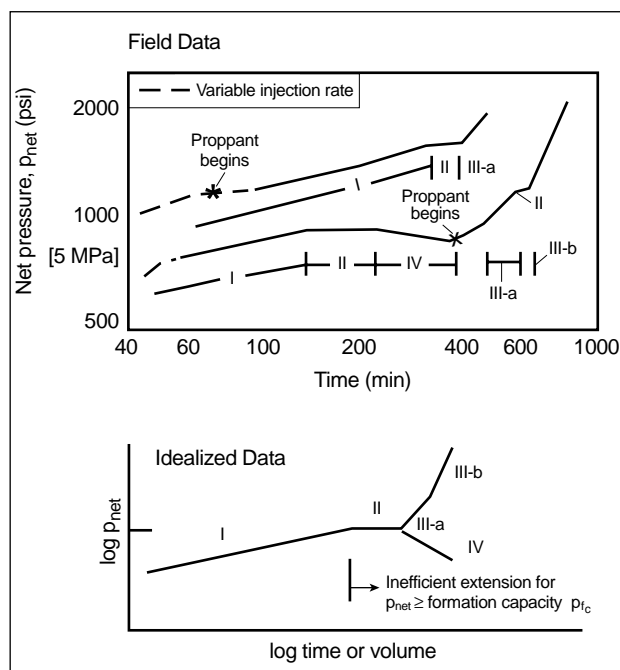 Field Data
Variable injection rate
Net pressure, pnet (psi)
2000
1000
[5 MPa]
500
Proppant
begins
I
II
III-a
Proppant
begins
II
III-b
I
II
IV
III-a
40
60
100
200
400
600
1000
Time (min)
Idealized Data
log pnet
I
II
III-b
III-a
IV
Inefficient extension for
pnet ≥ formation capacity pfc
log time or volume